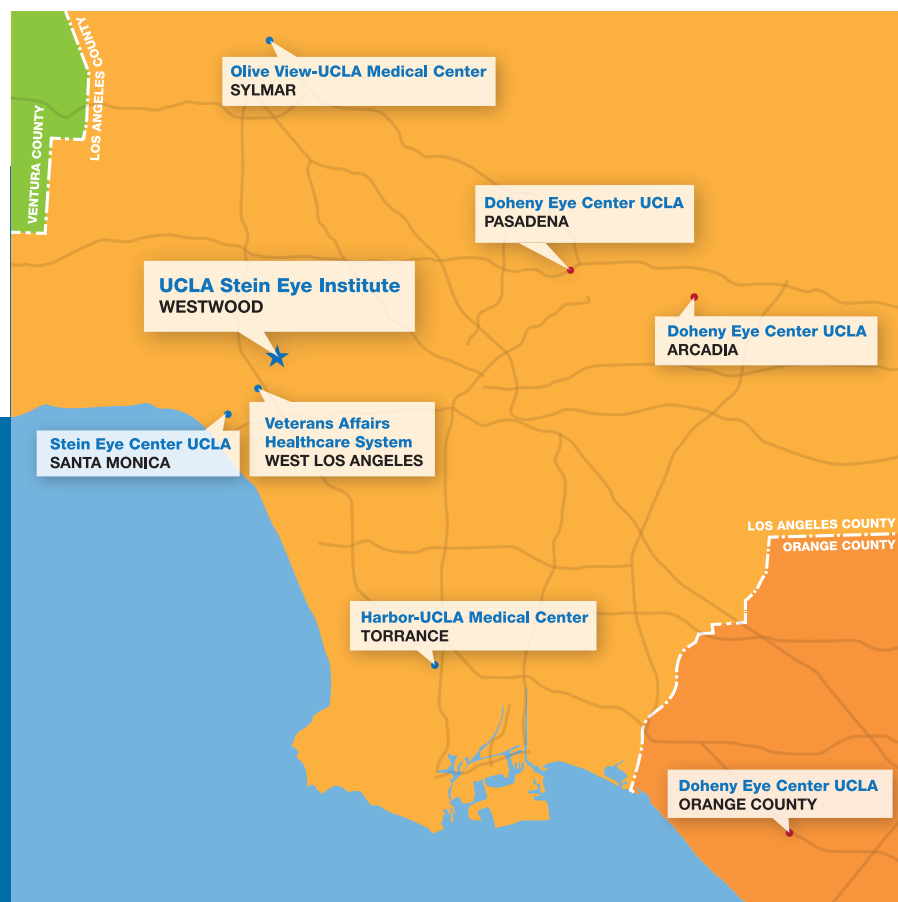 LOS ANGELES COUNTY
VENTURA COUNTY
Olive View-UCLA Medical Center
SYLMAR
Doheny Eye Center UCLA
PASADENA
UCLA Stein Eye Institute
WESTWOOD
Doheny Eye Center UCLA
ARCADIA
Veterans Affairs
Healthcare System
WEST LOS ANGELES
Stein Eye Center UCLA
SANTA MONICA
LOS ANGELES COUNTY
ORANGE COUNTY
Harbor-UCLA Medical Center
TORRANCE
Doheny Eye Center UCLA
ORANGE COUNTY